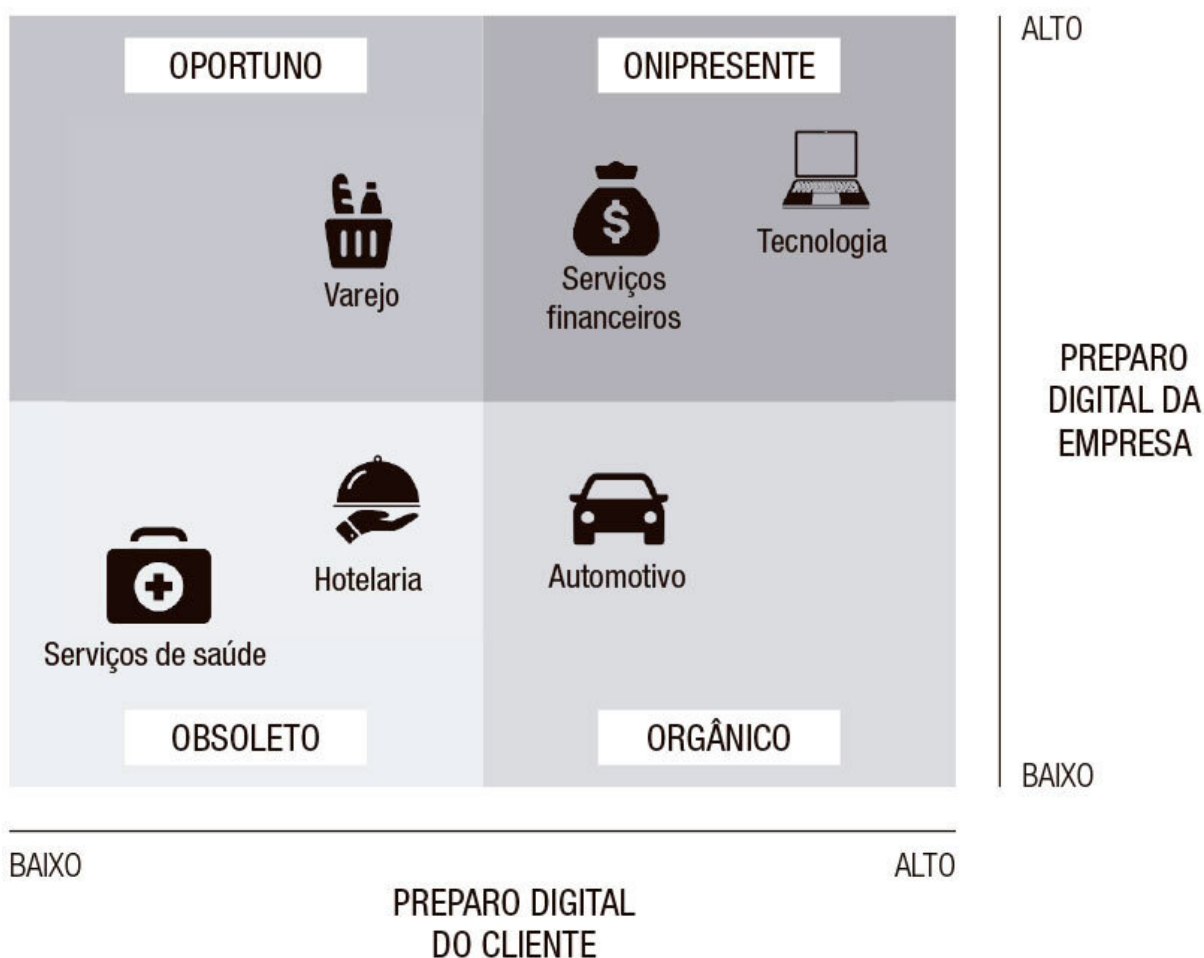 OPORTUNO
ONIPRESENTE
ALTO
Varejo
Serviços
financeiros
Tecnologia
PREPARO
DIGITAL DA
EMPRESA
Serviços de saúde
Hotelaria
Automotivo
OBSOLETO
ORGÂNICO
BAIXO
BAIXO
ALTO
PREPARO DIGITAL
DO CLIENTE